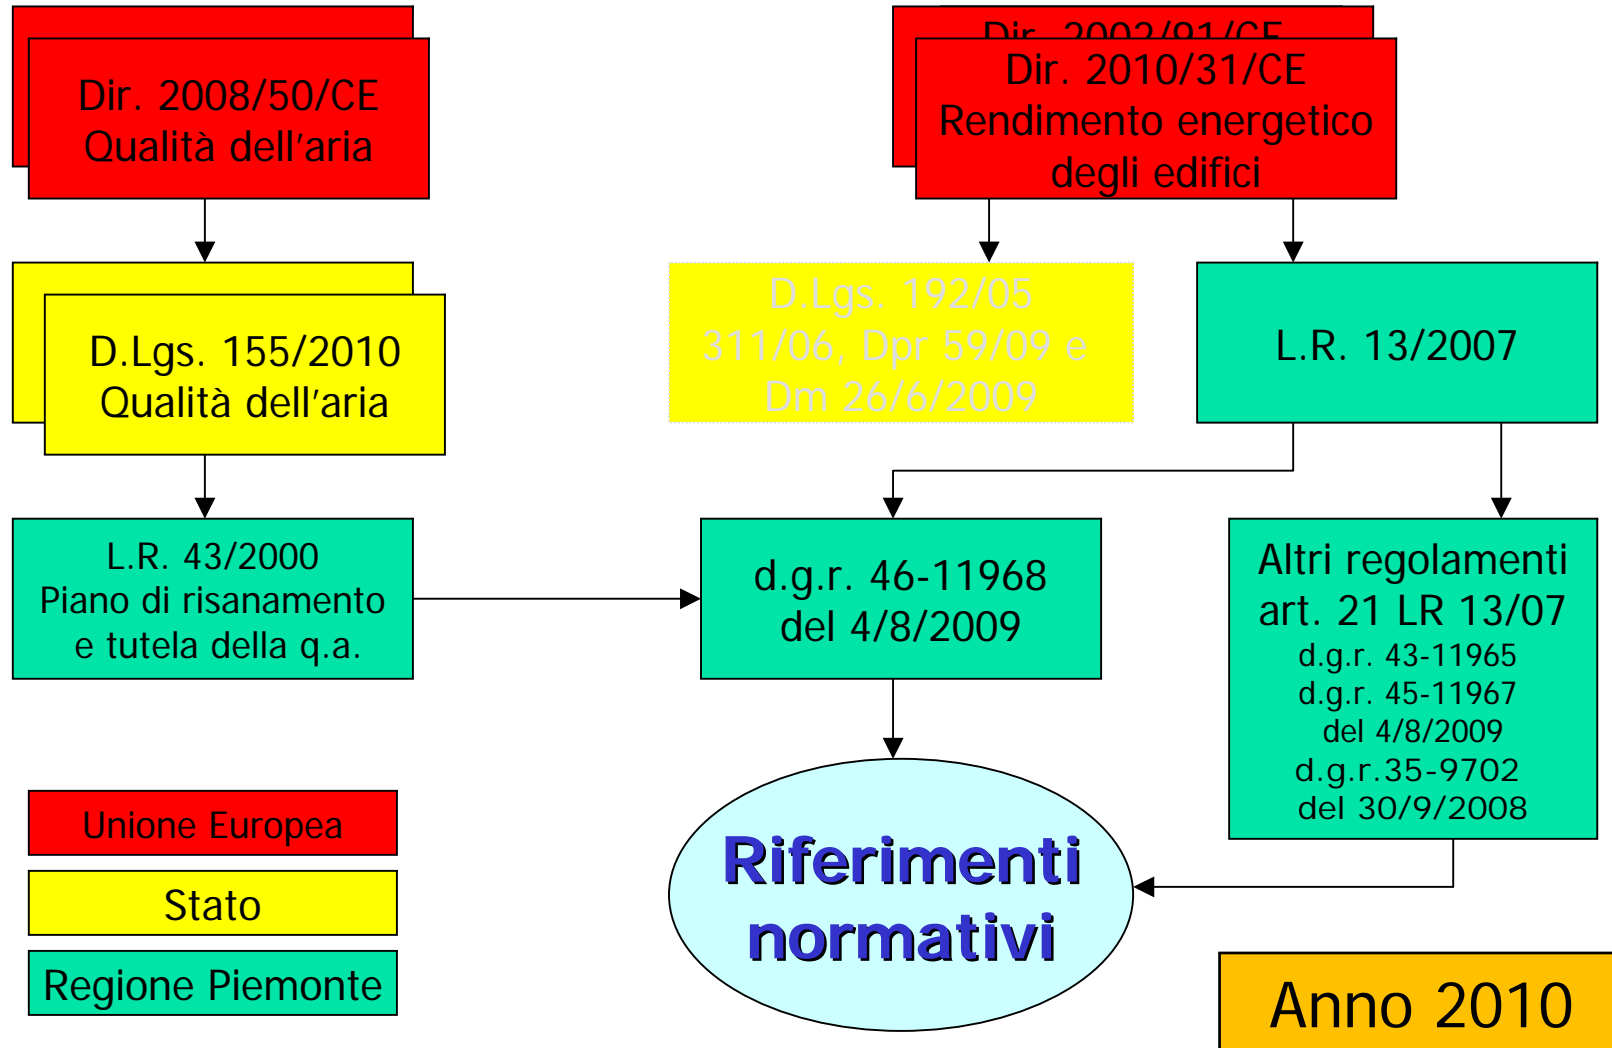 Dir. 2008/50/CE
Qualità dell'aria
Dir. 2002/91/CE
Dir. 2010/31/CE
Rendimento energetico
degli edifici
D.Lgs. 155/2010
Qualità dell'aria
D.Lgs. 192/05
311/06, Dpr 59/09 e
Dm 26/6/2009
L.R. 13/2007
L.R. 43/2000
Piano di risanamento
e tutela della q.a.
d.g.r. 46-11968
del 4/8/2009
Altri regolamenti
art. 21 LR 13/07
d.g.r. 43-11965
d.g.r. 45-11967
del 4/8/2009
d.g.r.35-9702
del 30/9/2008
Unione Europea
Stato
Regione Piemonte
Riferimenti
normativi
Anno 2010